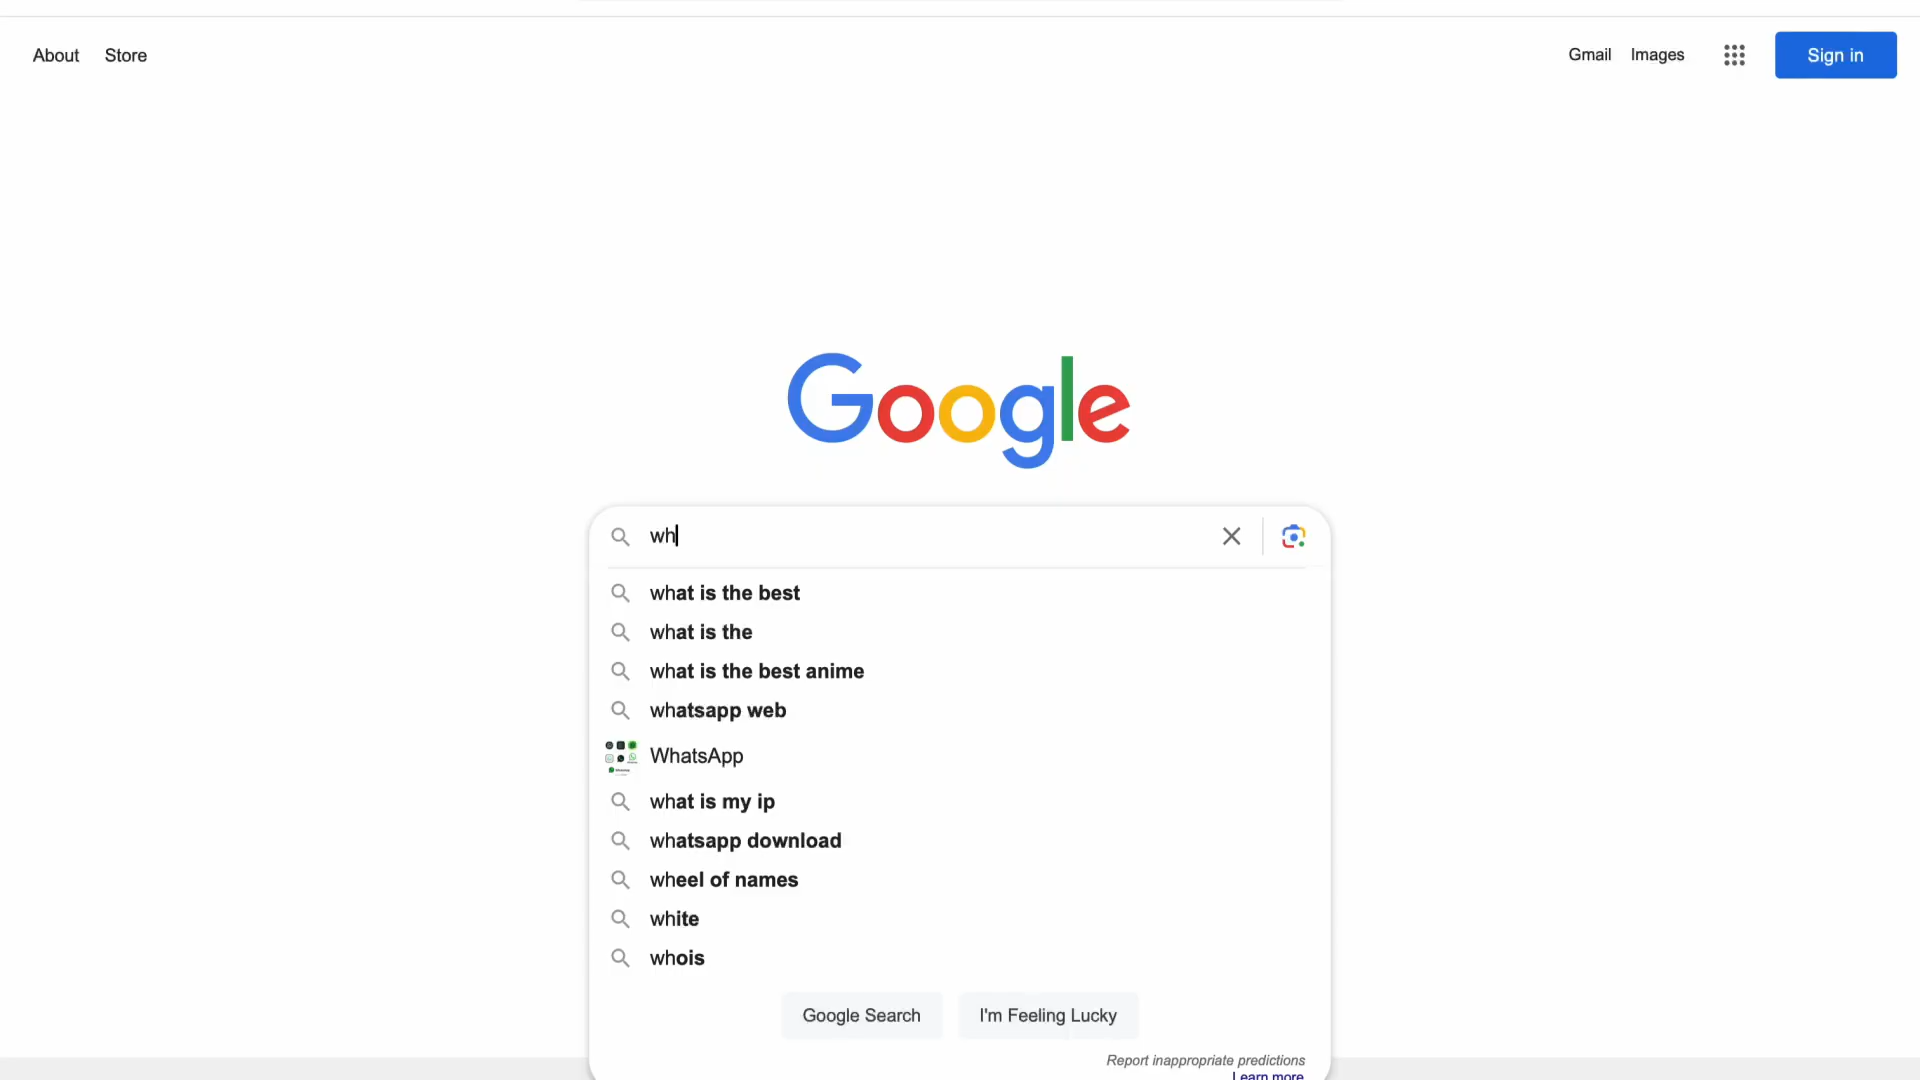 About Store
Gmail Images Sign in
Google
wh
what is the best
what is the
what is the best anime
whatsapp web
WhatsApp
what is my ip
whatsapp download
wheel of names
white
whois
Google Search I'm Feeling Lucky
Report inappropriate predictions
Learn more